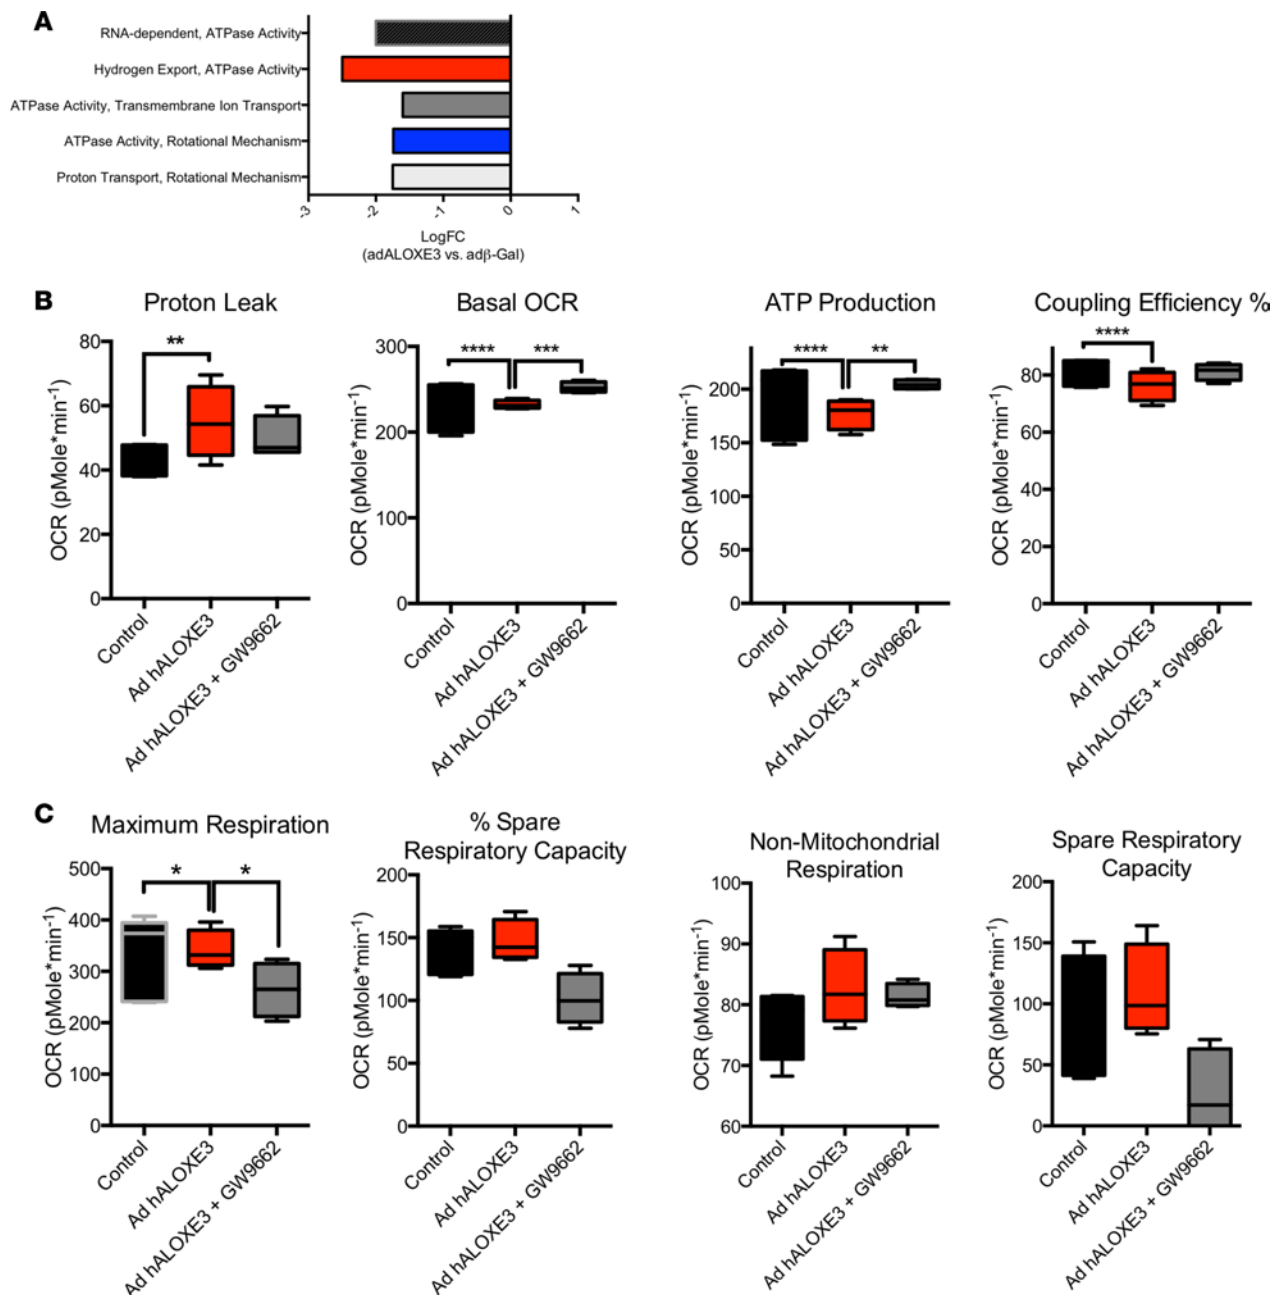 A
RNA-dependent, ATPase Activity
Hydrogen Export, ATPase Activity
ATPase Activity, Transmembrane Ion Transport
ATPase Activity, Rotational Mechanism
Proton Transport, Rotational Mechanism
-3 -2 -1 0 1
LogFC
(adALOXE3 vs. adβ-Gal)
B
Proton Leak
**
OCR (pMole*min-1)
80
60
40
20
0
Control
Ad hALOXE3
Ad hALOXE3 + GW9662
Basal OCR
**** ***
OCR (pMole*min-1)
300
200
100
0
Control
Ad hALOXE3
Ad hALOXE3 + GW9662
ATP Production
**** **
OCR (pMole*min-1)
200
150
100
50
0
Control
Ad hALOXE3
Ad hALOXE3 + GW9662
Coupling Efficiency %
****
OCR (pMole*min-1)
80
60
40
20
0
Control
Ad hALOXE3
Ad hALOXE3 + GW9662
C
Maximum Respiration
* *
OCR (pMole*min-1)
500
400
300
200
100
0
Control
Ad hALOXE3
Ad hALOXE3 + GW9662
% Spare
Respiratory Capacity
OCR (pMole*min-1)
200
150
100
50
0
Control
Ad hALOXE3
Ad hALOXE3 + GW9662
Non-Mitochondrial
Respiration
OCR (pMole*min-1)
100
90
80
70
60
Control
Ad hALOXE3
Ad hALOXE3 + GW9662
Spare Respiratory
Capacity
OCR (pMole*min-1)
200
150
100
50
0
Control
Ad hALOXE3
Ad hALOXE3 + GW9662